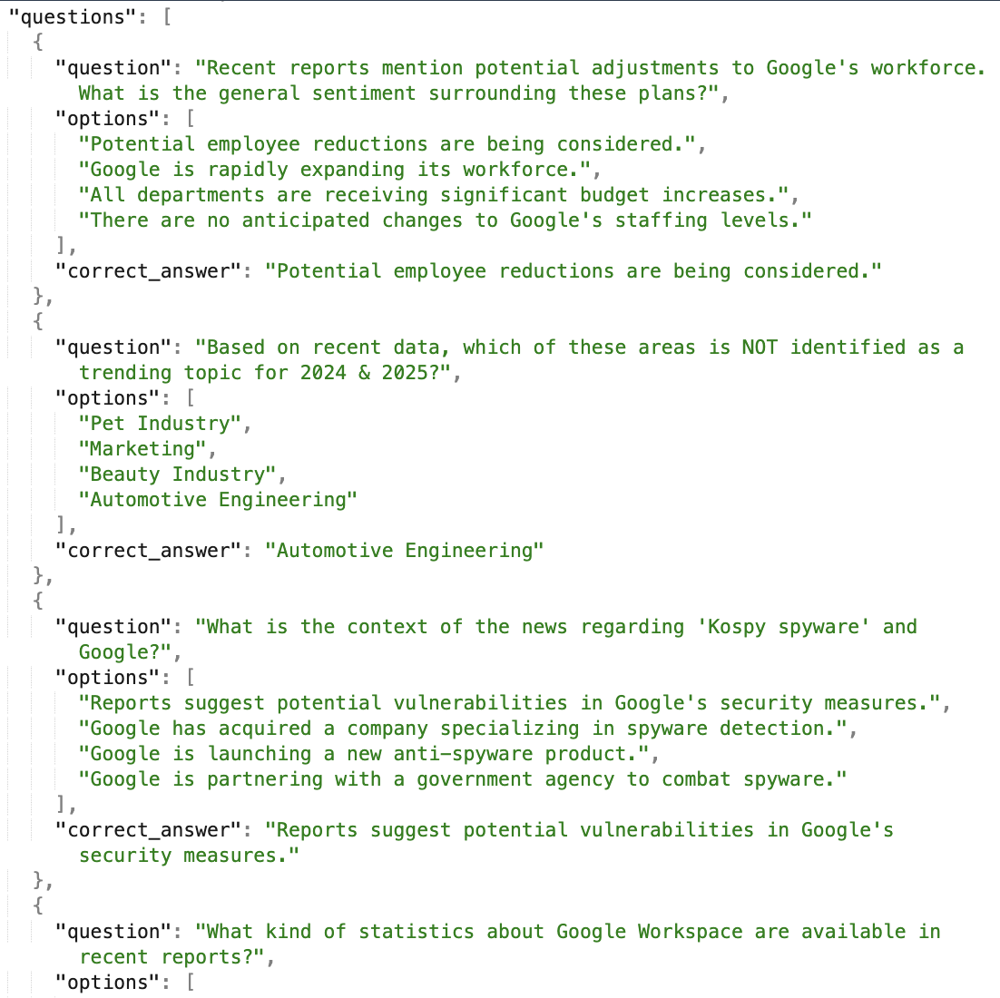 "questions": [
{
"question": "Recent reports mention potential adjustments to Google's workforce.
What is the general sentiment surrounding these plans?",
"options": [
"Potential employee reductions are being considered.",
"Google is rapidly expanding its workforce.",
"All departments are receiving significant budget increases.",
"There are no anticipated changes to Google's staffing levels."
],
"correct_answer": "Potential employee reductions are being considered."
},
{
"question": "Based on recent data, which of these areas is NOT identified as a
trending topic for 2024 & 2025?",
"options": [
"Pet Industry",
"Marketing",
"Beauty Industry",
"Automotive Engineering"
],
"correct_answer": "Automotive Engineering"
},
{
"question": "What is the context of the news regarding 'Kospy spyware' and
Google?",
"options": [
"Reports suggest potential vulnerabilities in Google's security measures.",
"Google has acquired a company specializing in spyware detection.",
"Google is launching a new anti-spyware product.",
"Google is partnering with a government agency to combat spyware."
],
"correct_answer": "Reports suggest potential vulnerabilities in Google's
security measures."
},
{
"question": "What kind of statistics about Google Workspace are available in
recent reports?",
"options": [